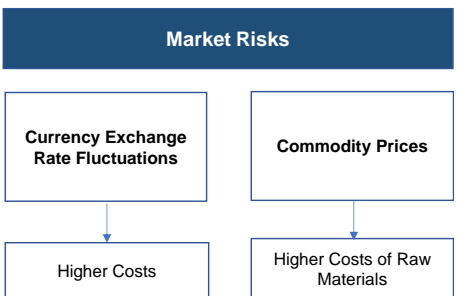 Market Risks
Currency Exchange
Rate Fluctuations
Commodity Prices
Higher Costs
Higher Costs of Raw
Materials